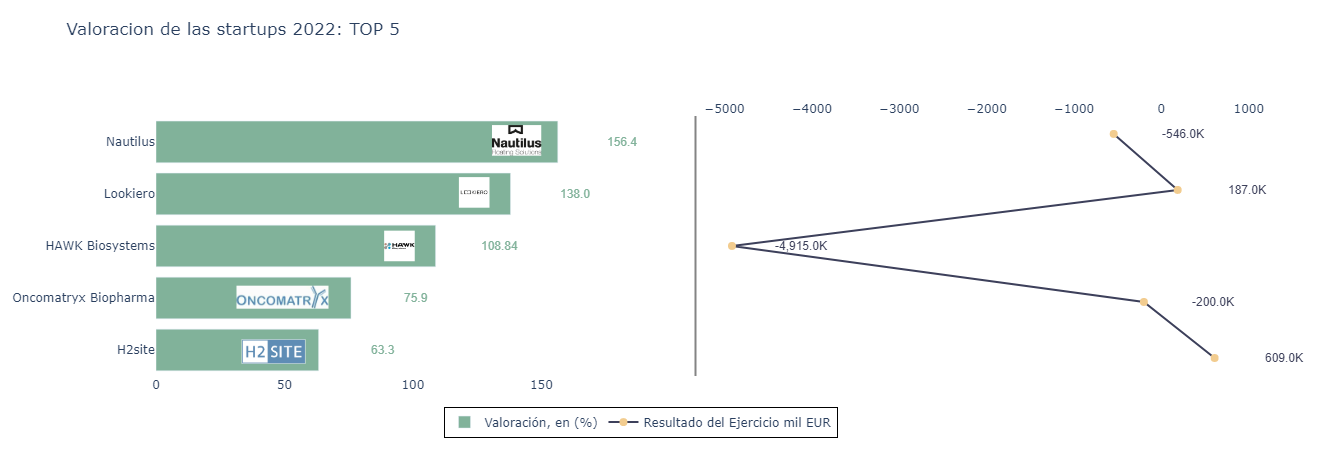 Valoracion de las startups 2022: TOP 5
−5000 −4000 −3000 −2000 −1000 0 1000
Nautilus
Nautilus
Floating Solutions
156.4
-546.0K
Lookiero
LOOKIERO
138.0
187.0K
HAWK Biosystems
HAWK
108.84
-4,915.0K
Oncomatryx Biopharma
ONCOMATRYX
75.9
-200.0K
H2site
H2 SITE
63.3
609.0K
0 50 100 150
Valoración, en (%) Resultado del Ejercicio mil EUR